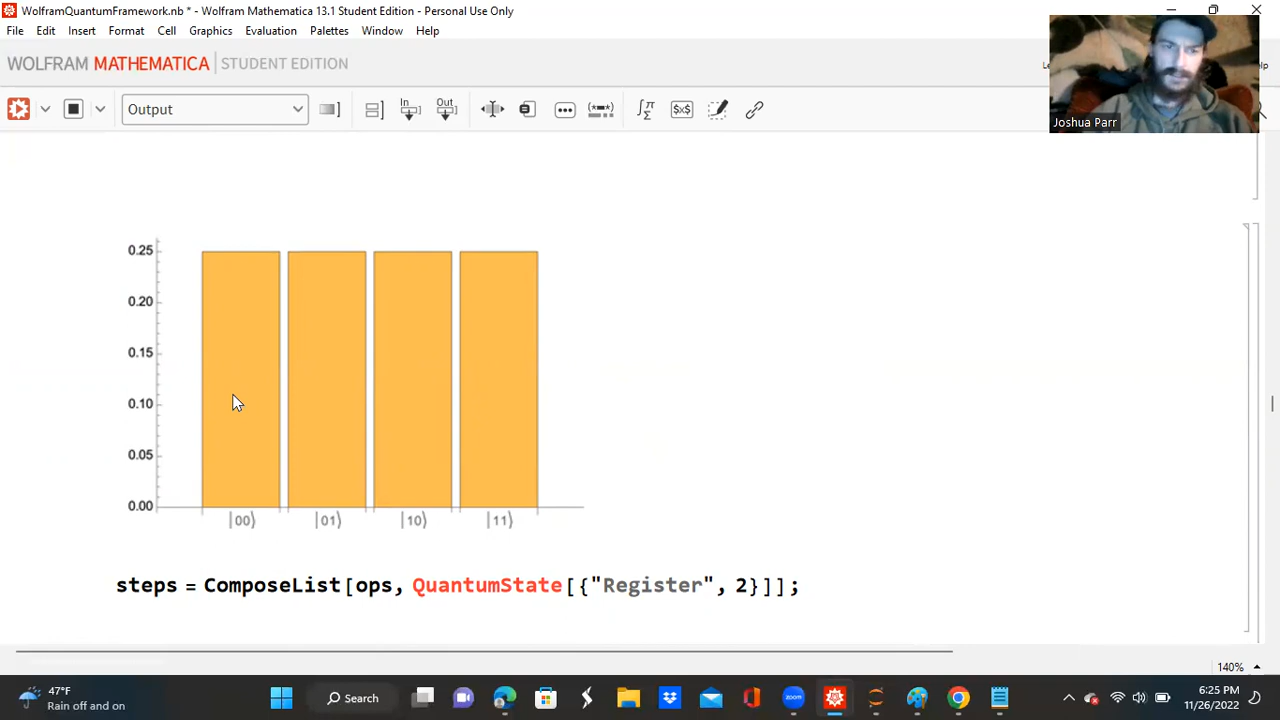 WolframQuantumFramework.nb * - Wolfram Mathematica 13.1 Student Edition - Personal Use Only
File Edit Insert Format Cell Graphics Evaluation Palettes Window Help
WOLFRAM MATHEMATICA STUDENT EDITION
Joshua Parr
Output
In
Out
0.25
0.20
0.15
0.10
0.05
0.00
|00⟩ |01⟩ |10⟩ |11⟩
steps = ComposeList[ops, QuantumState[{"Register", 2}]];
140%
47°F
Rain off and on
Search
zoom
6:25 PM
11/26/2022